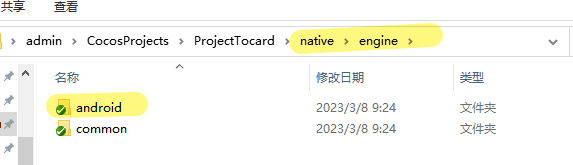 共享 查看
admin > CocosProjects > ProjectTocard > native > engine >
名称 修改日期 类型
android 2023/3/8 9:24 文件夹
common 2023/3/8 9:24 文件夹